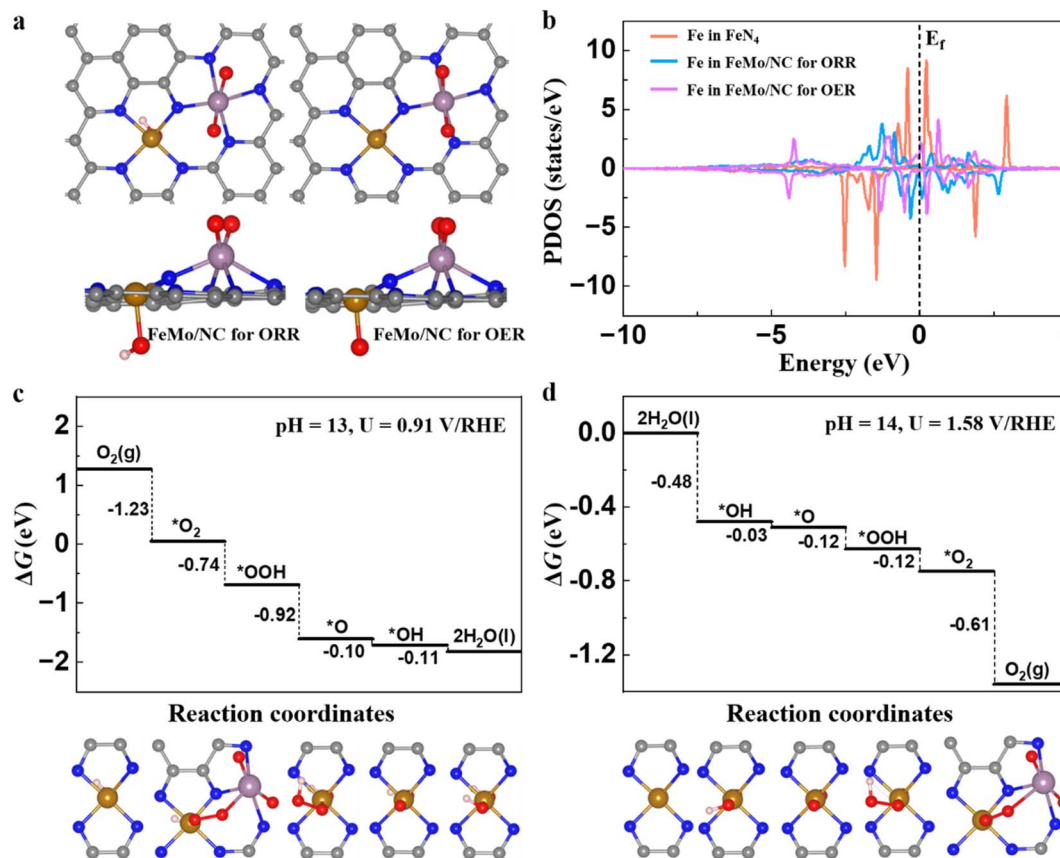 a
FeMo/NC for ORR
FeMo/NC for OER
b
PDOS (states/eV)
10
5
0
-5
-10
Fe in FeN₄
Fe in FeMo/NC for ORR
Fe in FeMo/NC for OER
E_f
-10
-5
0
Energy (eV)
c
ΔG (eV)
2
1
0
−1
−2
pH = 13, U = 0.91 V/RHE
O₂(g)
-1.23
*O₂
-0.74
*OOH
-0.92
*O
-0.10
*OH
-0.11
2H₂O(l)
Reaction coordinates
d
ΔG (eV)
0.0
-0.4
-0.8
-1.2
pH = 14, U = 1.58 V/RHE
2H₂O(l)
-0.48
*OH
-0.03
*O
-0.12
*OOH
-0.12
*O₂
-0.61
O₂(g)
Reaction coordinates